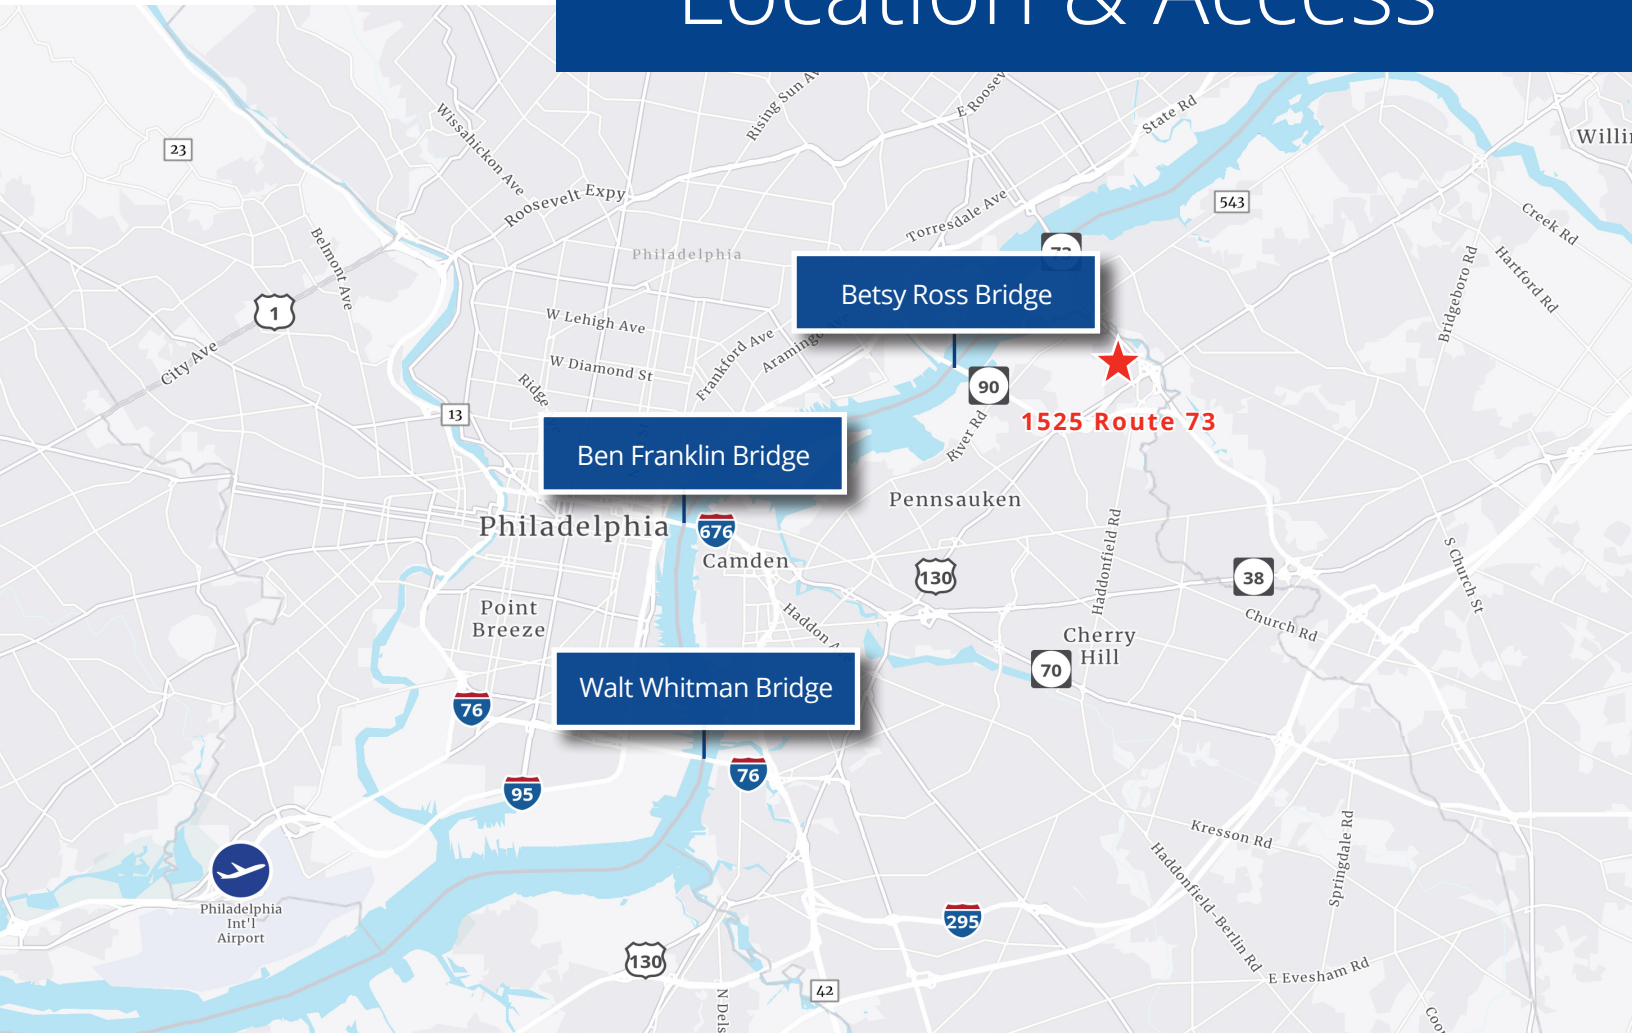 Location & Access
Rising Sun
E Roosev
State Rd
Wissahickon Ave
23
Willi
Roosevelt Expy
543
Creek Rd
Torresdale Ave
Belmont Ave
Philadelphia
73
Hartford Rd
Bridgeboro Rd
Betsy Ross Bridge
1
W Lehigh Ave
City Ave
Frankford Ave
W Diamond St
90
Ridge
13
1525 Route 73
River Rd
Ben Franklin Bridge
Pennsauken
Philadelphia
676
Camden
Haddonfield Rd
S Church St
130
38
Point
Breeze
Haddon
Church Rd
Cherry
Hill
70
Walt Whitman Bridge
76
76
95
Kresson Rd
Springdale Rd
Haddonfield-Berlin Rd
Philadelphia
Int'l
Airport
295
130
E Evesham Rd
42
N Dels